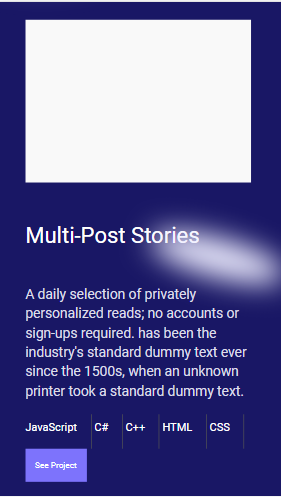 Multi-Post Stories
A daily selection of privately
personalized reads; no accounts or
sign-ups required. has been the
industry's standard dummy text ever
since the 1500s, when an unknown
printer took a standard dummy text.
JavaScript C# C++ HTML CSS
See Project